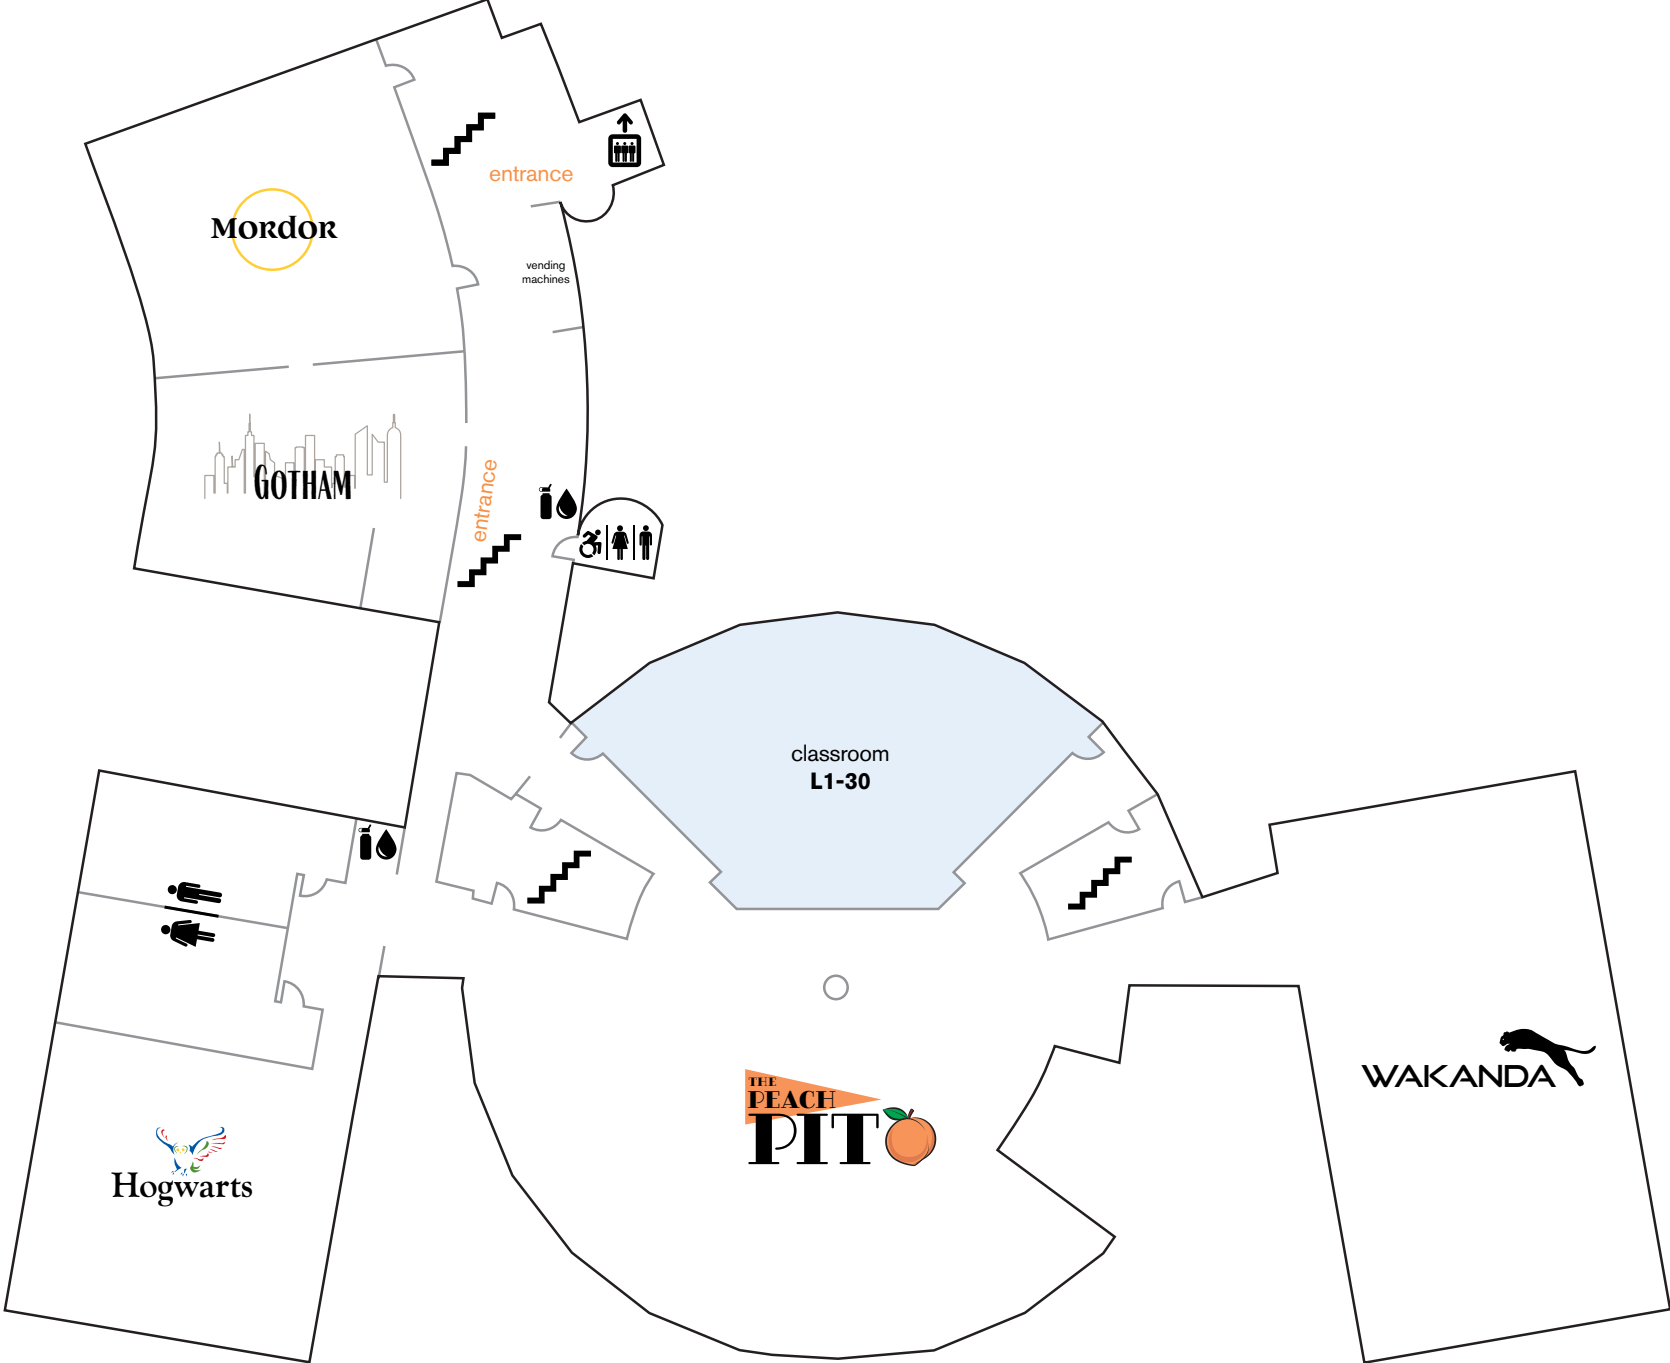 entrance
MORDOR
vending
machines
GOTHAM
entrance
classroom
L1-30
WAKANDA
THE
PEACH
PIT
Hogwarts